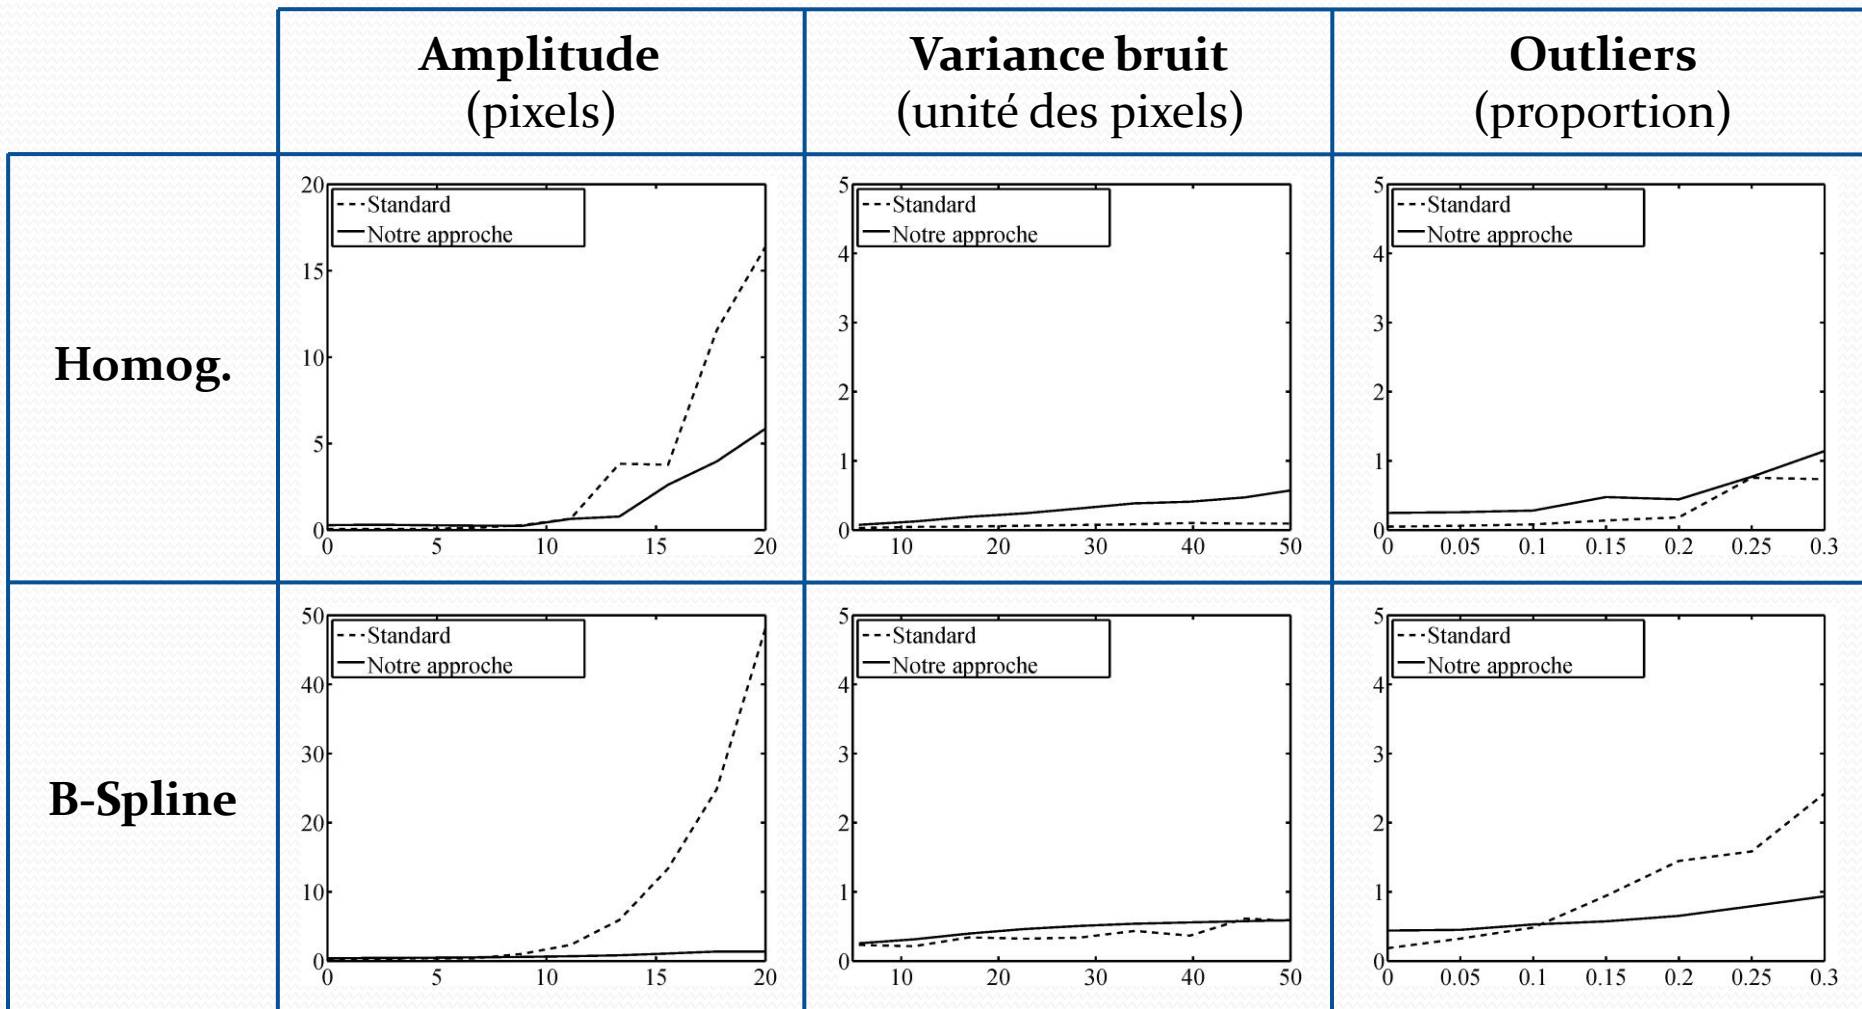 Amplitude
(pixels)
Variance bruit
(unité des pixels)
Outliers
(proportion)
Homog.
20
15
10
5
0
Standard
Notre approche
0 5 10 15 20
5
4
3
2
1
0
Standard
Notre approche
10 20 30 40 50
5
4
3
2
1
0
Standard
Notre approche
0 0.05 0.1 0.15 0.2 0.25 0.3
B-Spline
50
40
30
20
10
0
Standard
Notre approche
0 5 10 15 20
5
4
3
2
1
0
Standard
Notre approche
10 20 30 40 50
5
4
3
2
1
0
Standard
Notre approche
0 0.05 0.1 0.15 0.2 0.25 0.3